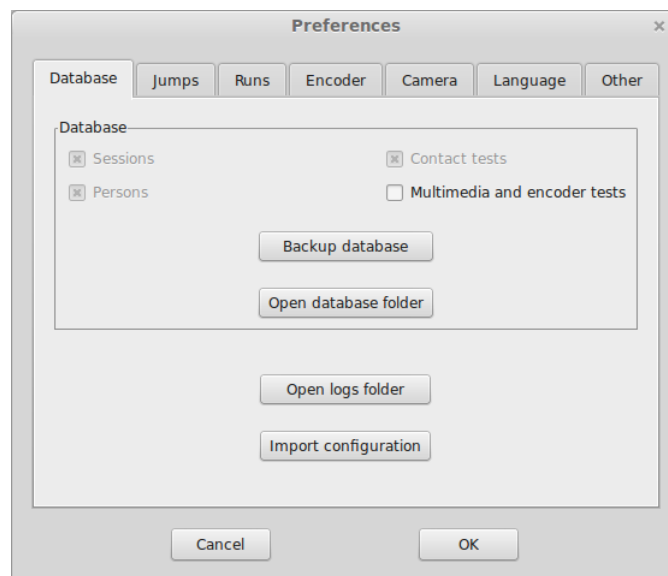 Preferences
Database Jumps Runs Encoder Camera Language Other
Database
Sessions Contact tests
Persons Multimedia and encoder tests
Backup database
Open database folder
Open logs folder
Import configuration
Cancel OK